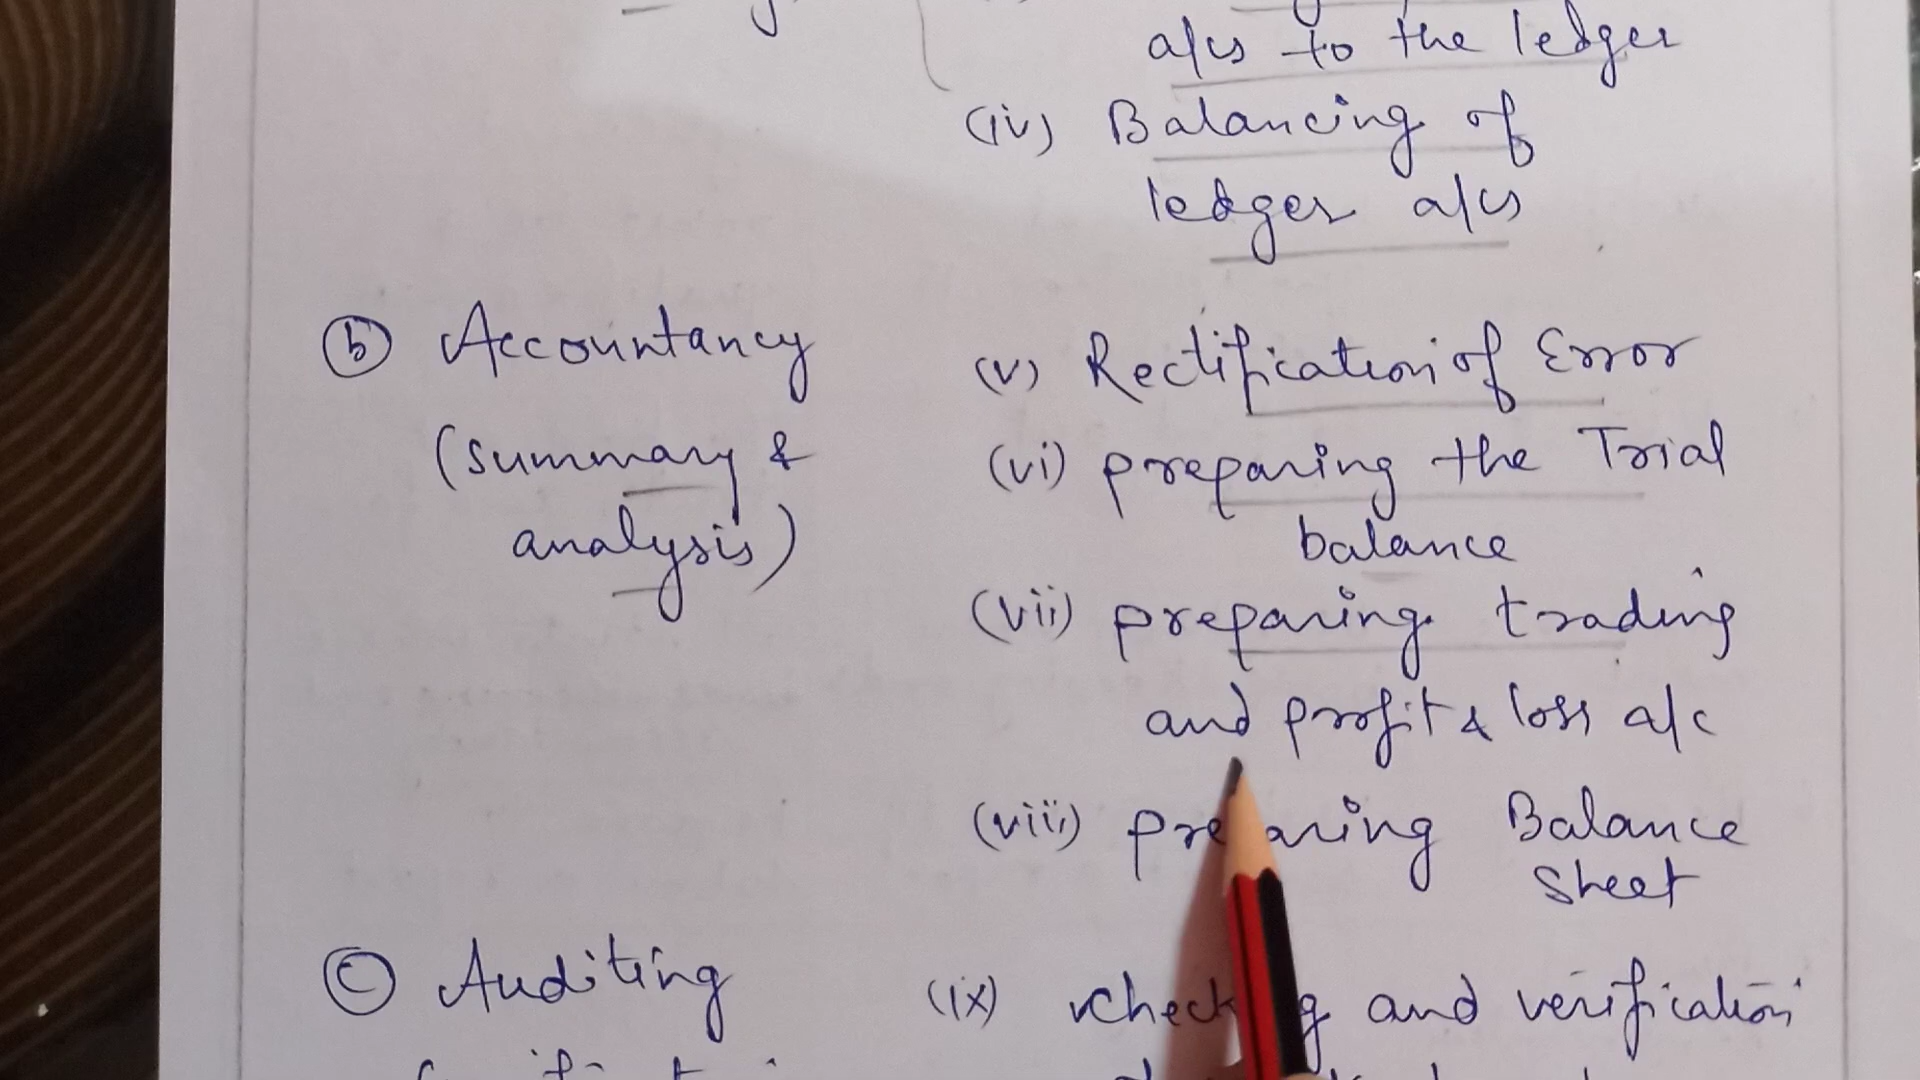 a/cs to the ledger
(iv) Balancing of
ledger a/cs
(b) Accountancy
(summary &
analysis)
(v) Rectification of Error
(vi) preparing the Trial
balance
(vii) preparing trading
and profit & loss a/c
(viii) preparing Balance
Sheet
(c) Auditing
(ix) checking and verification